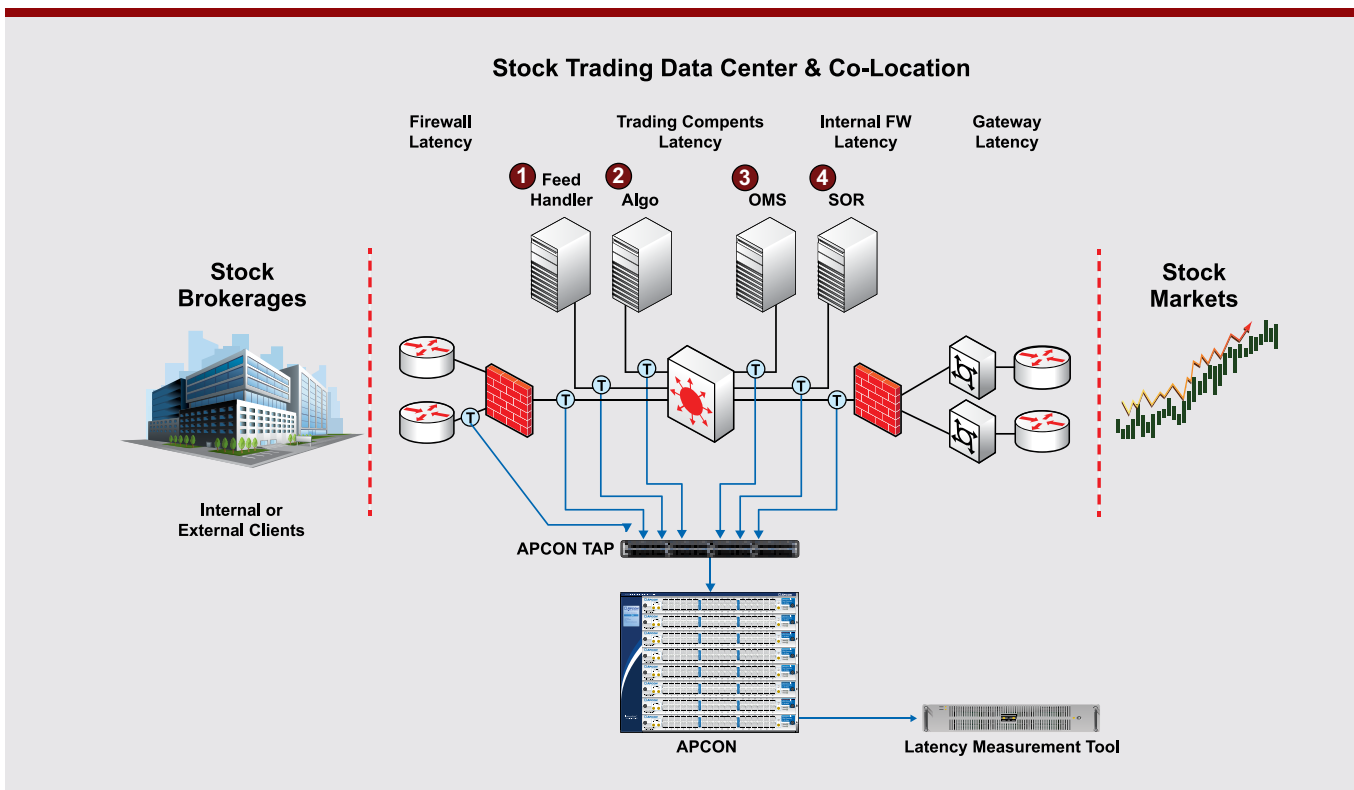 Stock Trading Data Center & Co-Location
Firewall
Latency
Trading Compents
Latency
Internal FW
Latency
Gateway
Latency
1 Feed
Handler
2
Algo
3
OMS
4
SOR
Stock
Brokerages
Stock
Markets
T
T
T
T
T
T
T
Internal or
External Clients
APCON TAP
APCON
Latency Measurement Tool